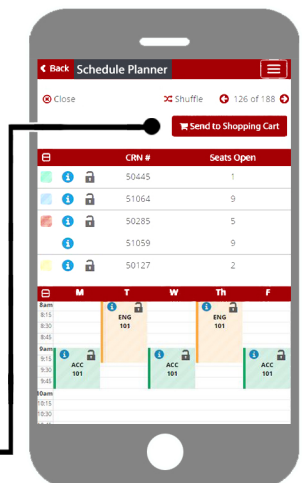 Back Schedule Planner
Close Shuffle 126 of 188
Send to Shopping Cart
CRN # Seats Open
50445 1
51064 9
50285 5
51059 9
50127 2
M T W Th F
8am
8:15
8:30
8:45
9am
9:15
9:30
9:45
10am
10:15
10:30
ENG
101
ENG
101
ACC
101
ACC
101
ACC
101